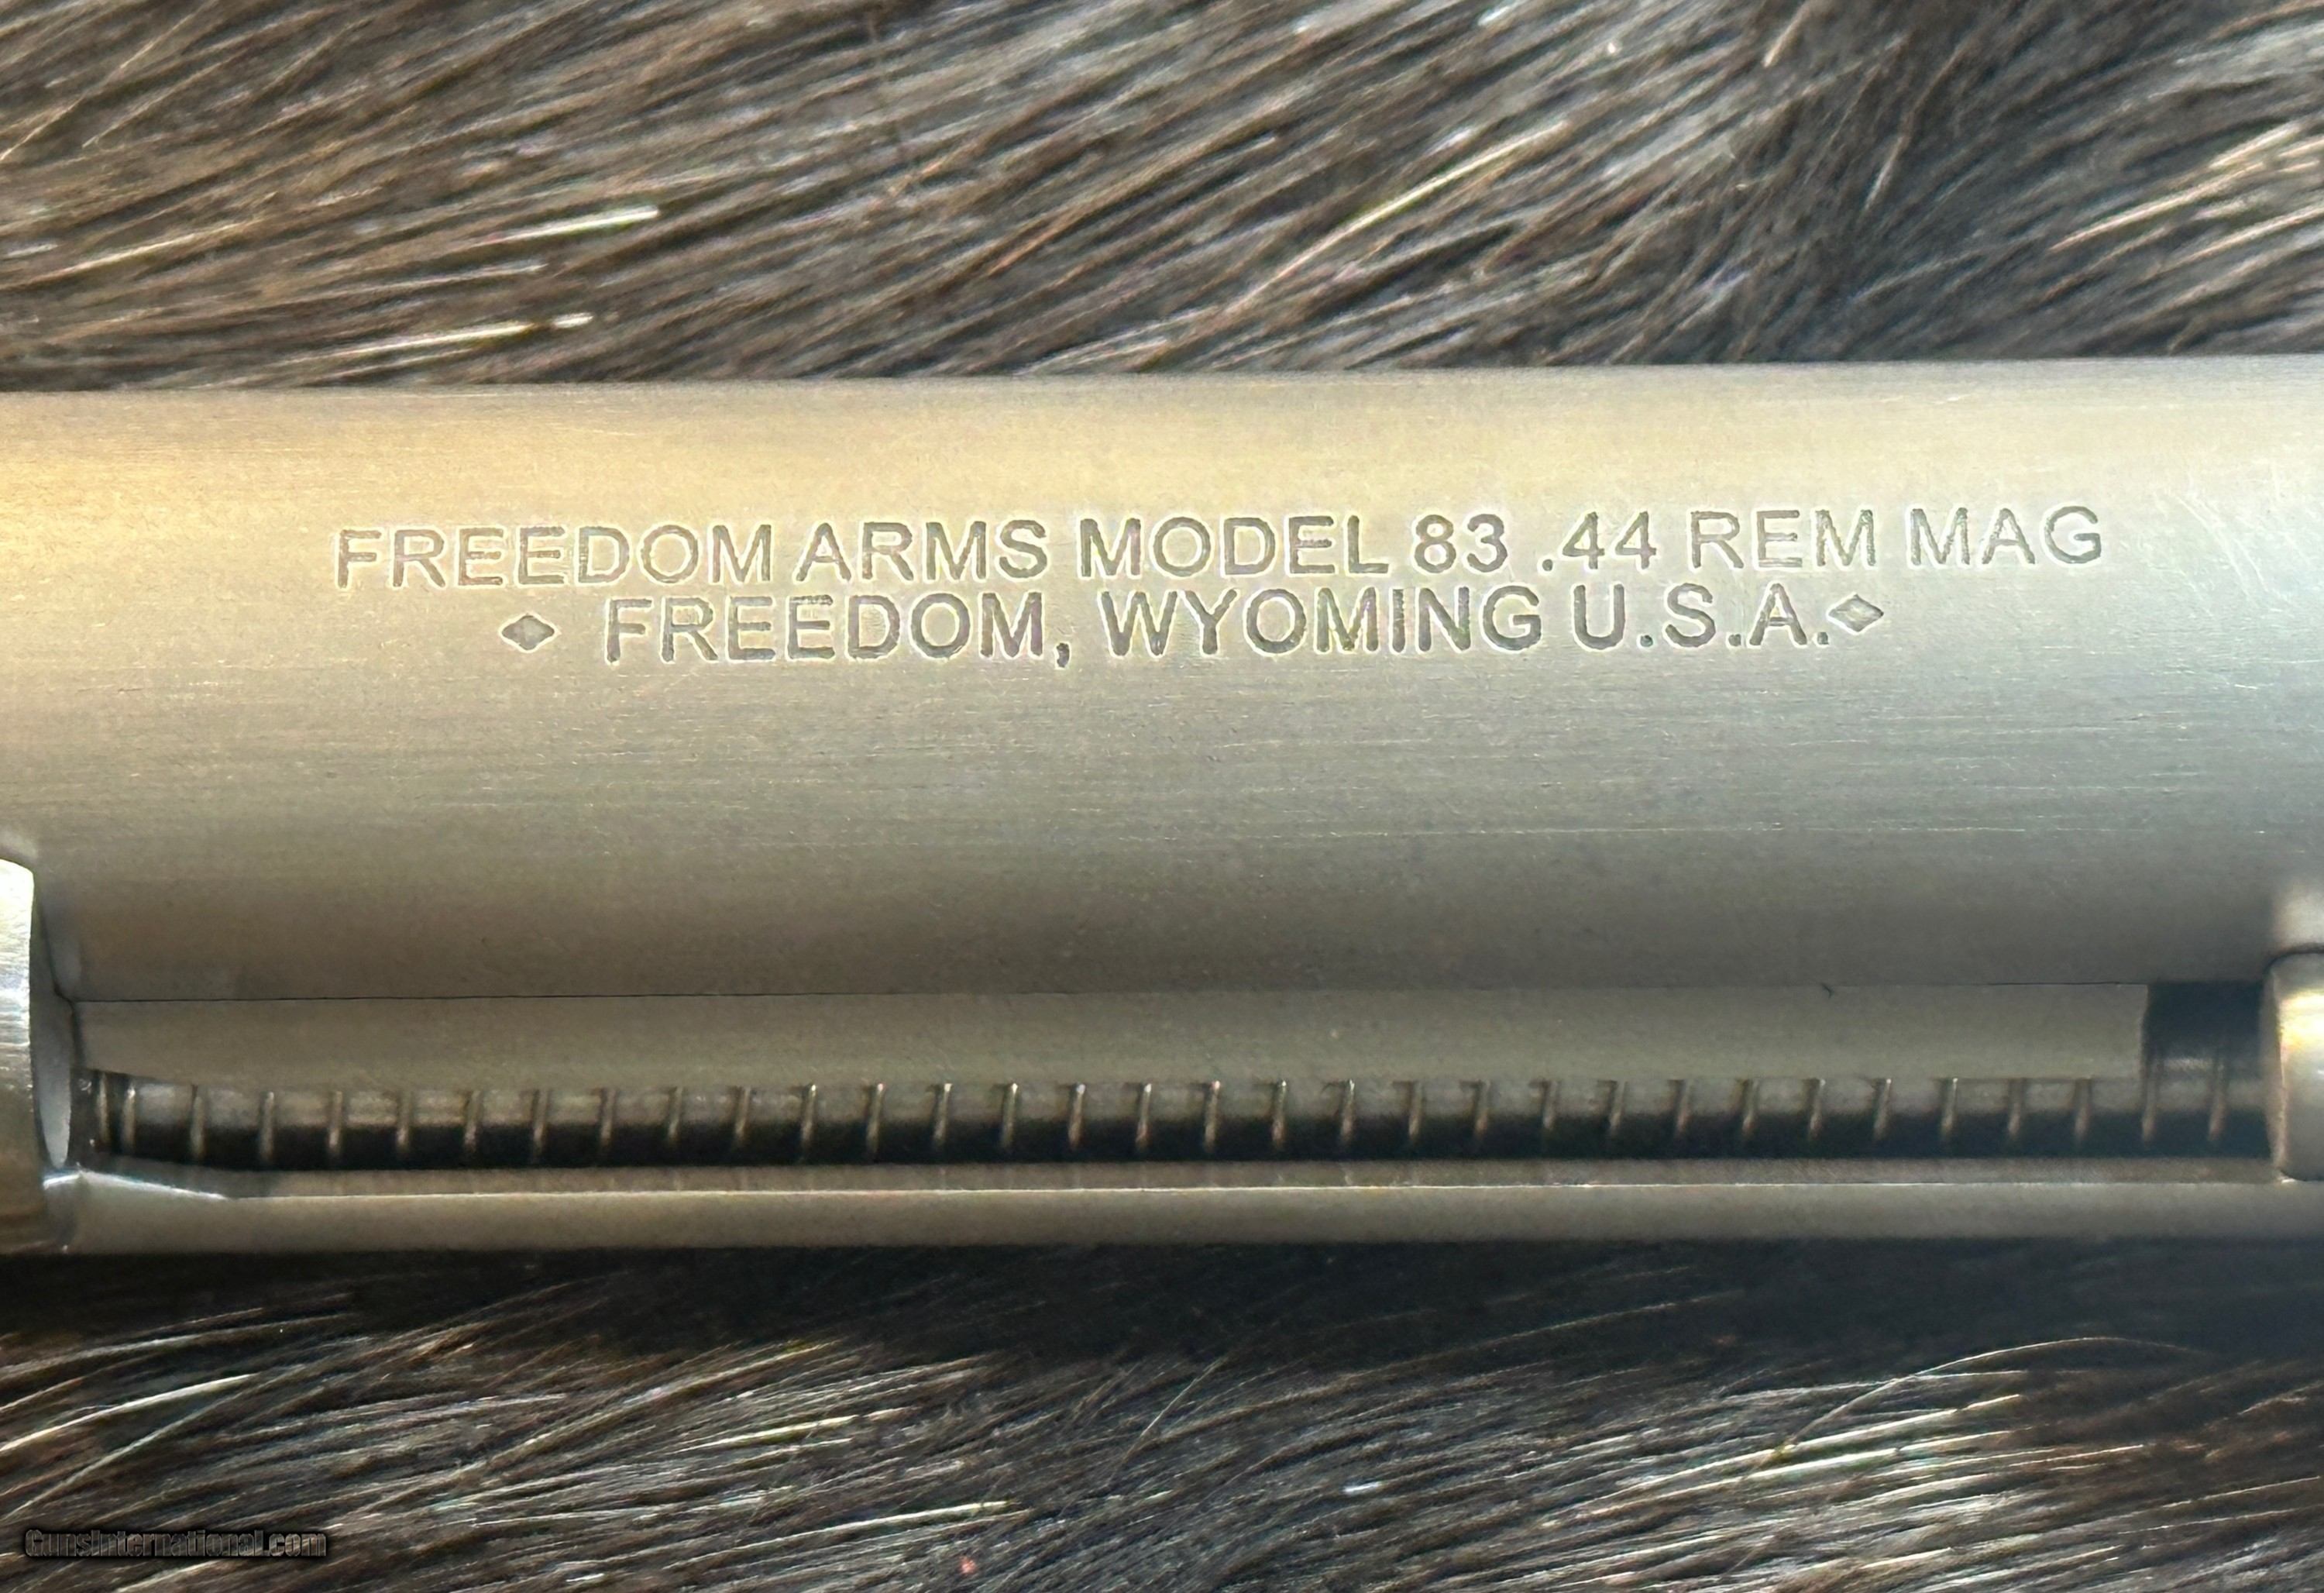 FREEDOM ARMS MODEL 83 .44 REM MAG
◇ FREEDOM, WYOMING U.S.A.◇
GunsInternational.com